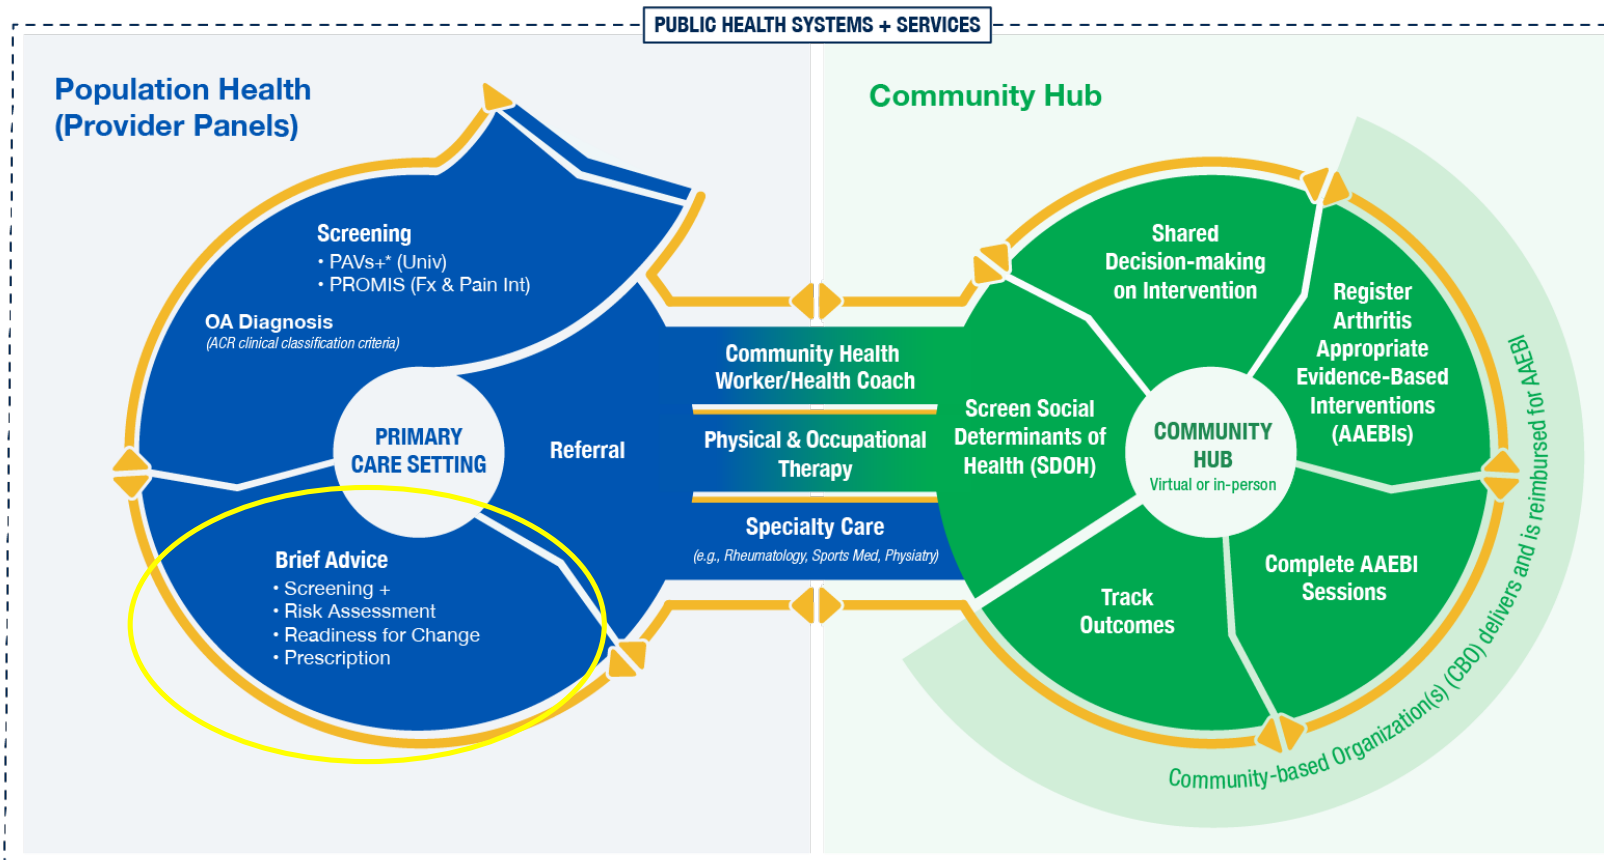 PUBLIC HEALTH SYSTEMS + SERVICES
Population Health
(Provider Panels)
Screening
• PAVs+* (Univ)
• PROMIS (Fx & Pain Int)
OA Diagnosis
(ACR clinical classification criteria)
PRIMARY
CARE SETTING
Referral
Brief Advice
• Screening +
• Risk Assessment
• Readiness for Change
• Prescription
Community Health
Worker/Health Coach
Physical & Occupational
Therapy
Specialty Care
(e.g., Rheumatology, Sports Med, Physiatry)
Community Hub
Shared
Decision-making
on Intervention
Register
Arthritis
Appropriate
Evidence-Based
Interventions
(AAEBIs)
Screen Social
Determinants of
Health (SDOH)
COMMUNITY
HUB
Virtual or in-person
Complete AAEBI
Sessions
Track
Outcomes
Community-based Organization(s) (CBO) delivers and is reimbursed for AAEBI